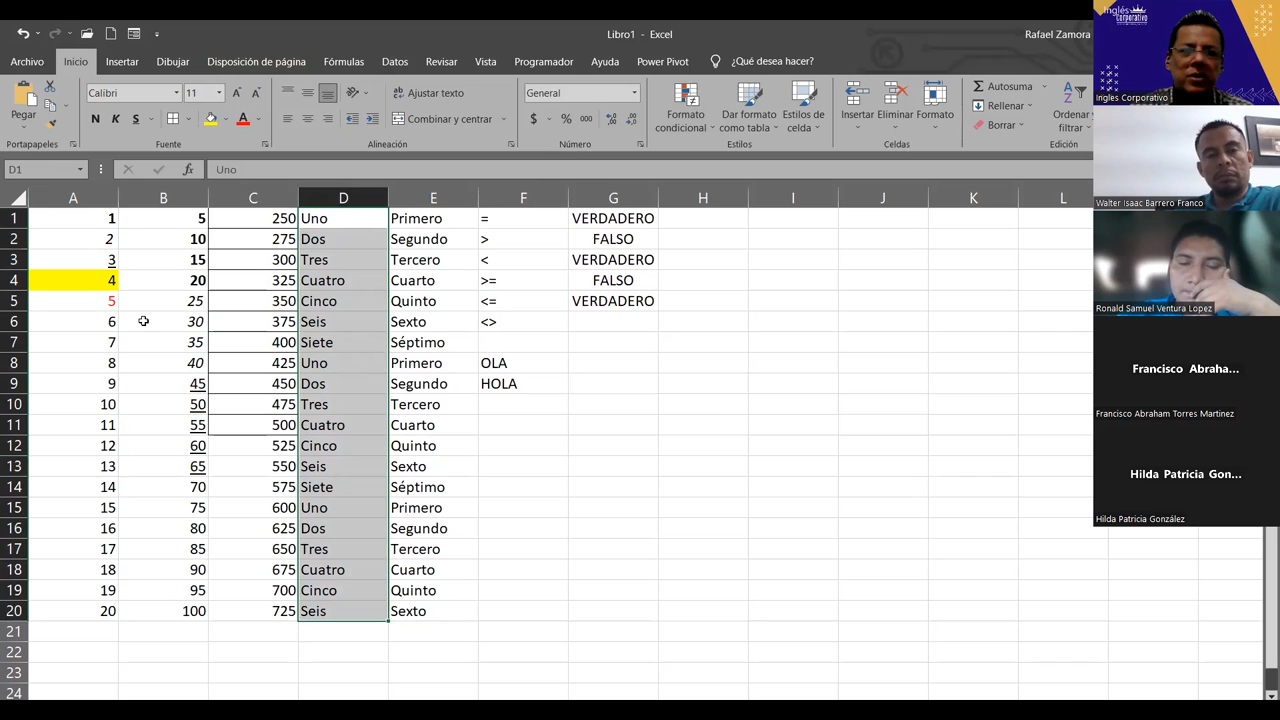 Libro1 - Excel
Rafael Zamora
Archivo Inicio Insertar Dibujar Disposición de página Fórmulas Datos Revisar Vista Programador Ayuda Power Pivot ¿Qué desea hacer?
Pegar
Calibri 11
N K S
Ajustar texto
Combinar y centrar
General
$ % 000
Formato condicional
Dar formato como tabla
Estilos de celda
Insertar Eliminar Formato
Autosuma
Rellenar
Borrar
Ordenar y filtrar
Portapapeles Fuente Alineación Número Estilos Celdas Edición
D1 fx Uno
A B C D E F G H I J K L
1 1 5 250 Uno Primero = VERDADERO
2 2 10 275 Dos Segundo > FALSO
3 3 15 300 Tres Tercero < VERDADERO
4 4 20 325 Cuatro Cuarto >= FALSO
5 5 25 350 Cinco Quinto <= VERDADERO
6 6 30 375 Seis Sexto <>
7 7 35 400 Siete Séptimo
8 8 40 425 Uno Primero OLA
9 9 45 450 Dos Segundo HOLA
10 10 50 475 Tres Tercero
11 11 55 500 Cuatro Cuarto
12 12 60 525 Cinco Quinto
13 13 65 550 Seis Sexto
14 14 70 575 Siete Séptimo
15 15 75 600 Uno Primero
16 16 80 625 Dos Segundo
17 17 85 650 Tres Tercero
18 18 90 675 Cuatro Cuarto
19 19 95 700 Cinco Quinto
20 20 100 725 Seis Sexto
21
22
23
24
Inglés Corporativo
Ingles Corporativo
Walter Isaac Barrero Franco
Ronald Samuel Ventura Lopez
Francisco Abraha...
Francisco Abraham Torres Martinez
Hilda Patricia Gon...
Hilda Patricia González